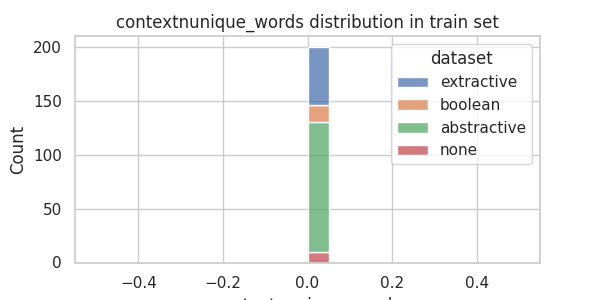 contextnunique_words distribution in train set
Count
200
150
100
50
0
dataset
extractive
boolean
abstractive
none
−0.4
−0.2
0.0
0.2
0.4